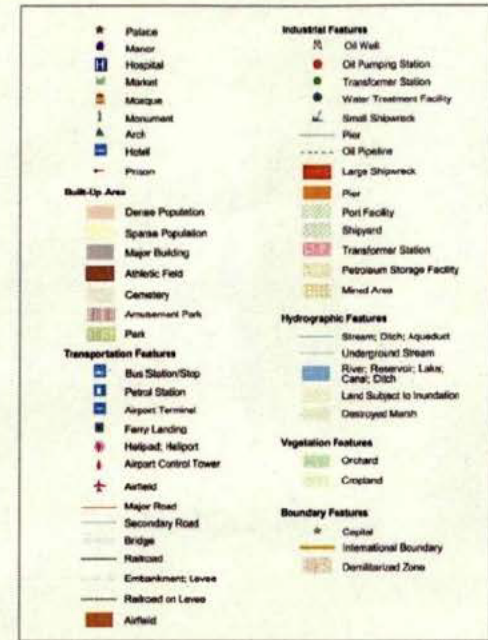 Palace
Manor
Hospital
Market
Mosque
Monument
Arch
Hotel
Prison
Built-Up Area
Dense Population
Sparse Population
Major Building
Athletic Field
Cemetery
Amusement Park
Park
Transportation Features
Bus Station/Stop
Petrol Station
Airport Terminal
Ferry Landing
Helipad; Heliport
Airport Control Tower
Airfield
Major Road
Secondary Road
Bridge
Railroad
Embankment; Levee
Railroad on Levee
Airfield
Industrial Features
Oil Well
Oil Pumping Station
Transformer Station
Water Treatment Facility
Small Shipwreck
Pier
Oil Pipeline
Large Shipwreck
Pier
Port Facility
Shipyard
Transformer Station
Petroleum Storage Facility
Mined Area
Hydrographic Features
Stream; Ditch; Aqueduct
Underground Stream
River; Reservoir; Lake;
Canal; Ditch
Land Subject to Inundation
Destroyed Marsh
Vegetation Features
Orchard
Cropland
Boundary Features
Capital
International Boundary
Demilitarized Zone